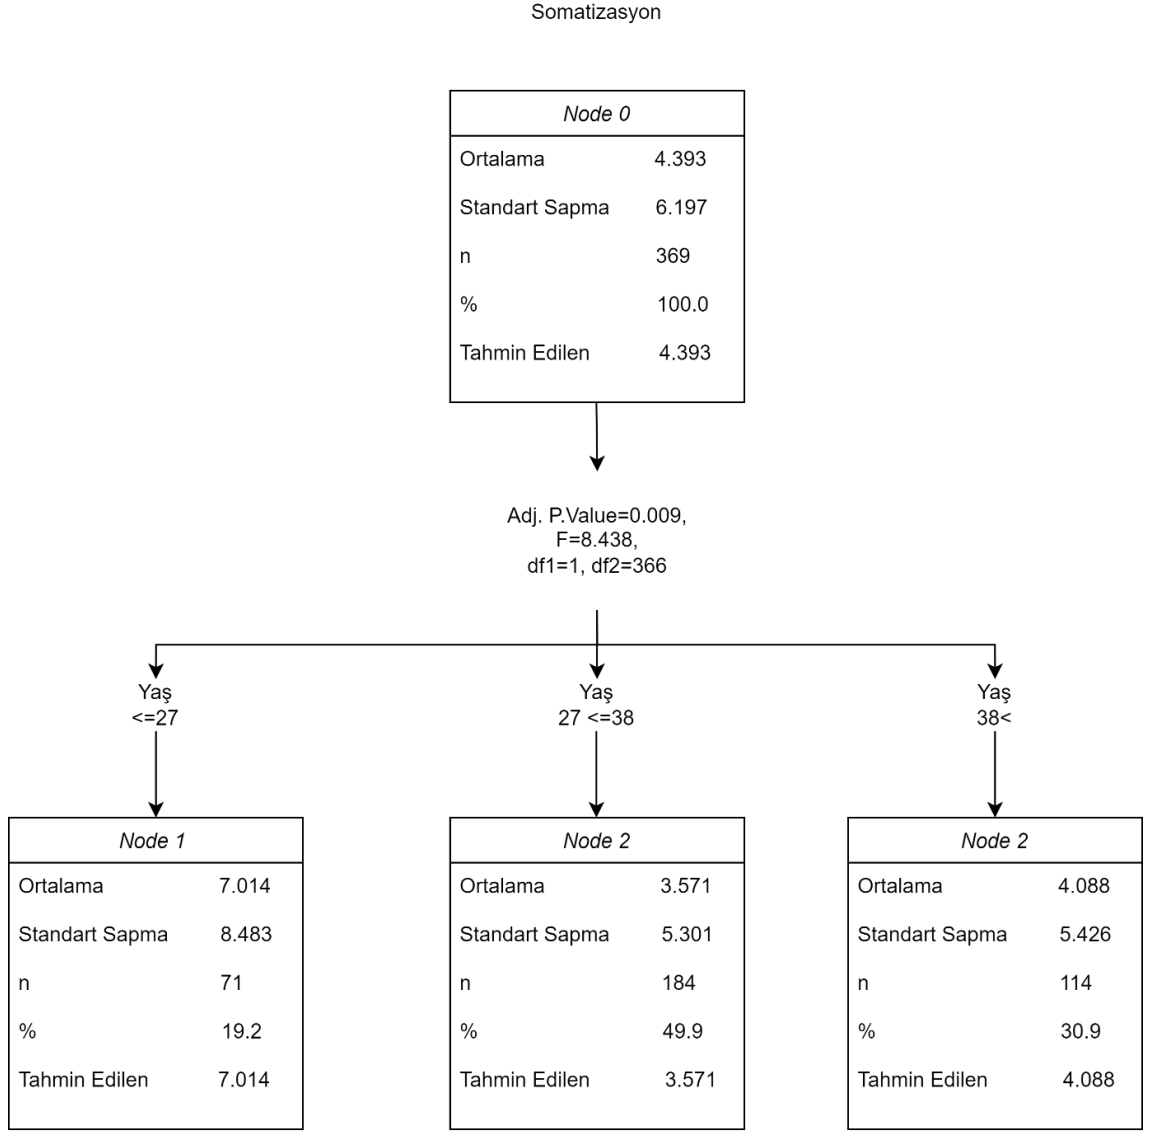 Somatizasyon
Node 0
Ortalama 4.393
Standart Sapma 6.197
n 369
% 100.0
Tahmin Edilen 4.393
Adj. P.Value=0.009,
F=8.438,
df1=1, df2=366
Yaş
<=27
Yaş
27 <=38
Yaş
38<
Node 1
Ortalama 7.014
Standart Sapma 8.483
n 71
% 19.2
Tahmin Edilen 7.014
Node 2
Ortalama 3.571
Standart Sapma 5.301
n 184
% 49.9
Tahmin Edilen 3.571
Node 2
Ortalama 4.088
Standart Sapma 5.426
n 114
% 30.9
Tahmin Edilen 4.088